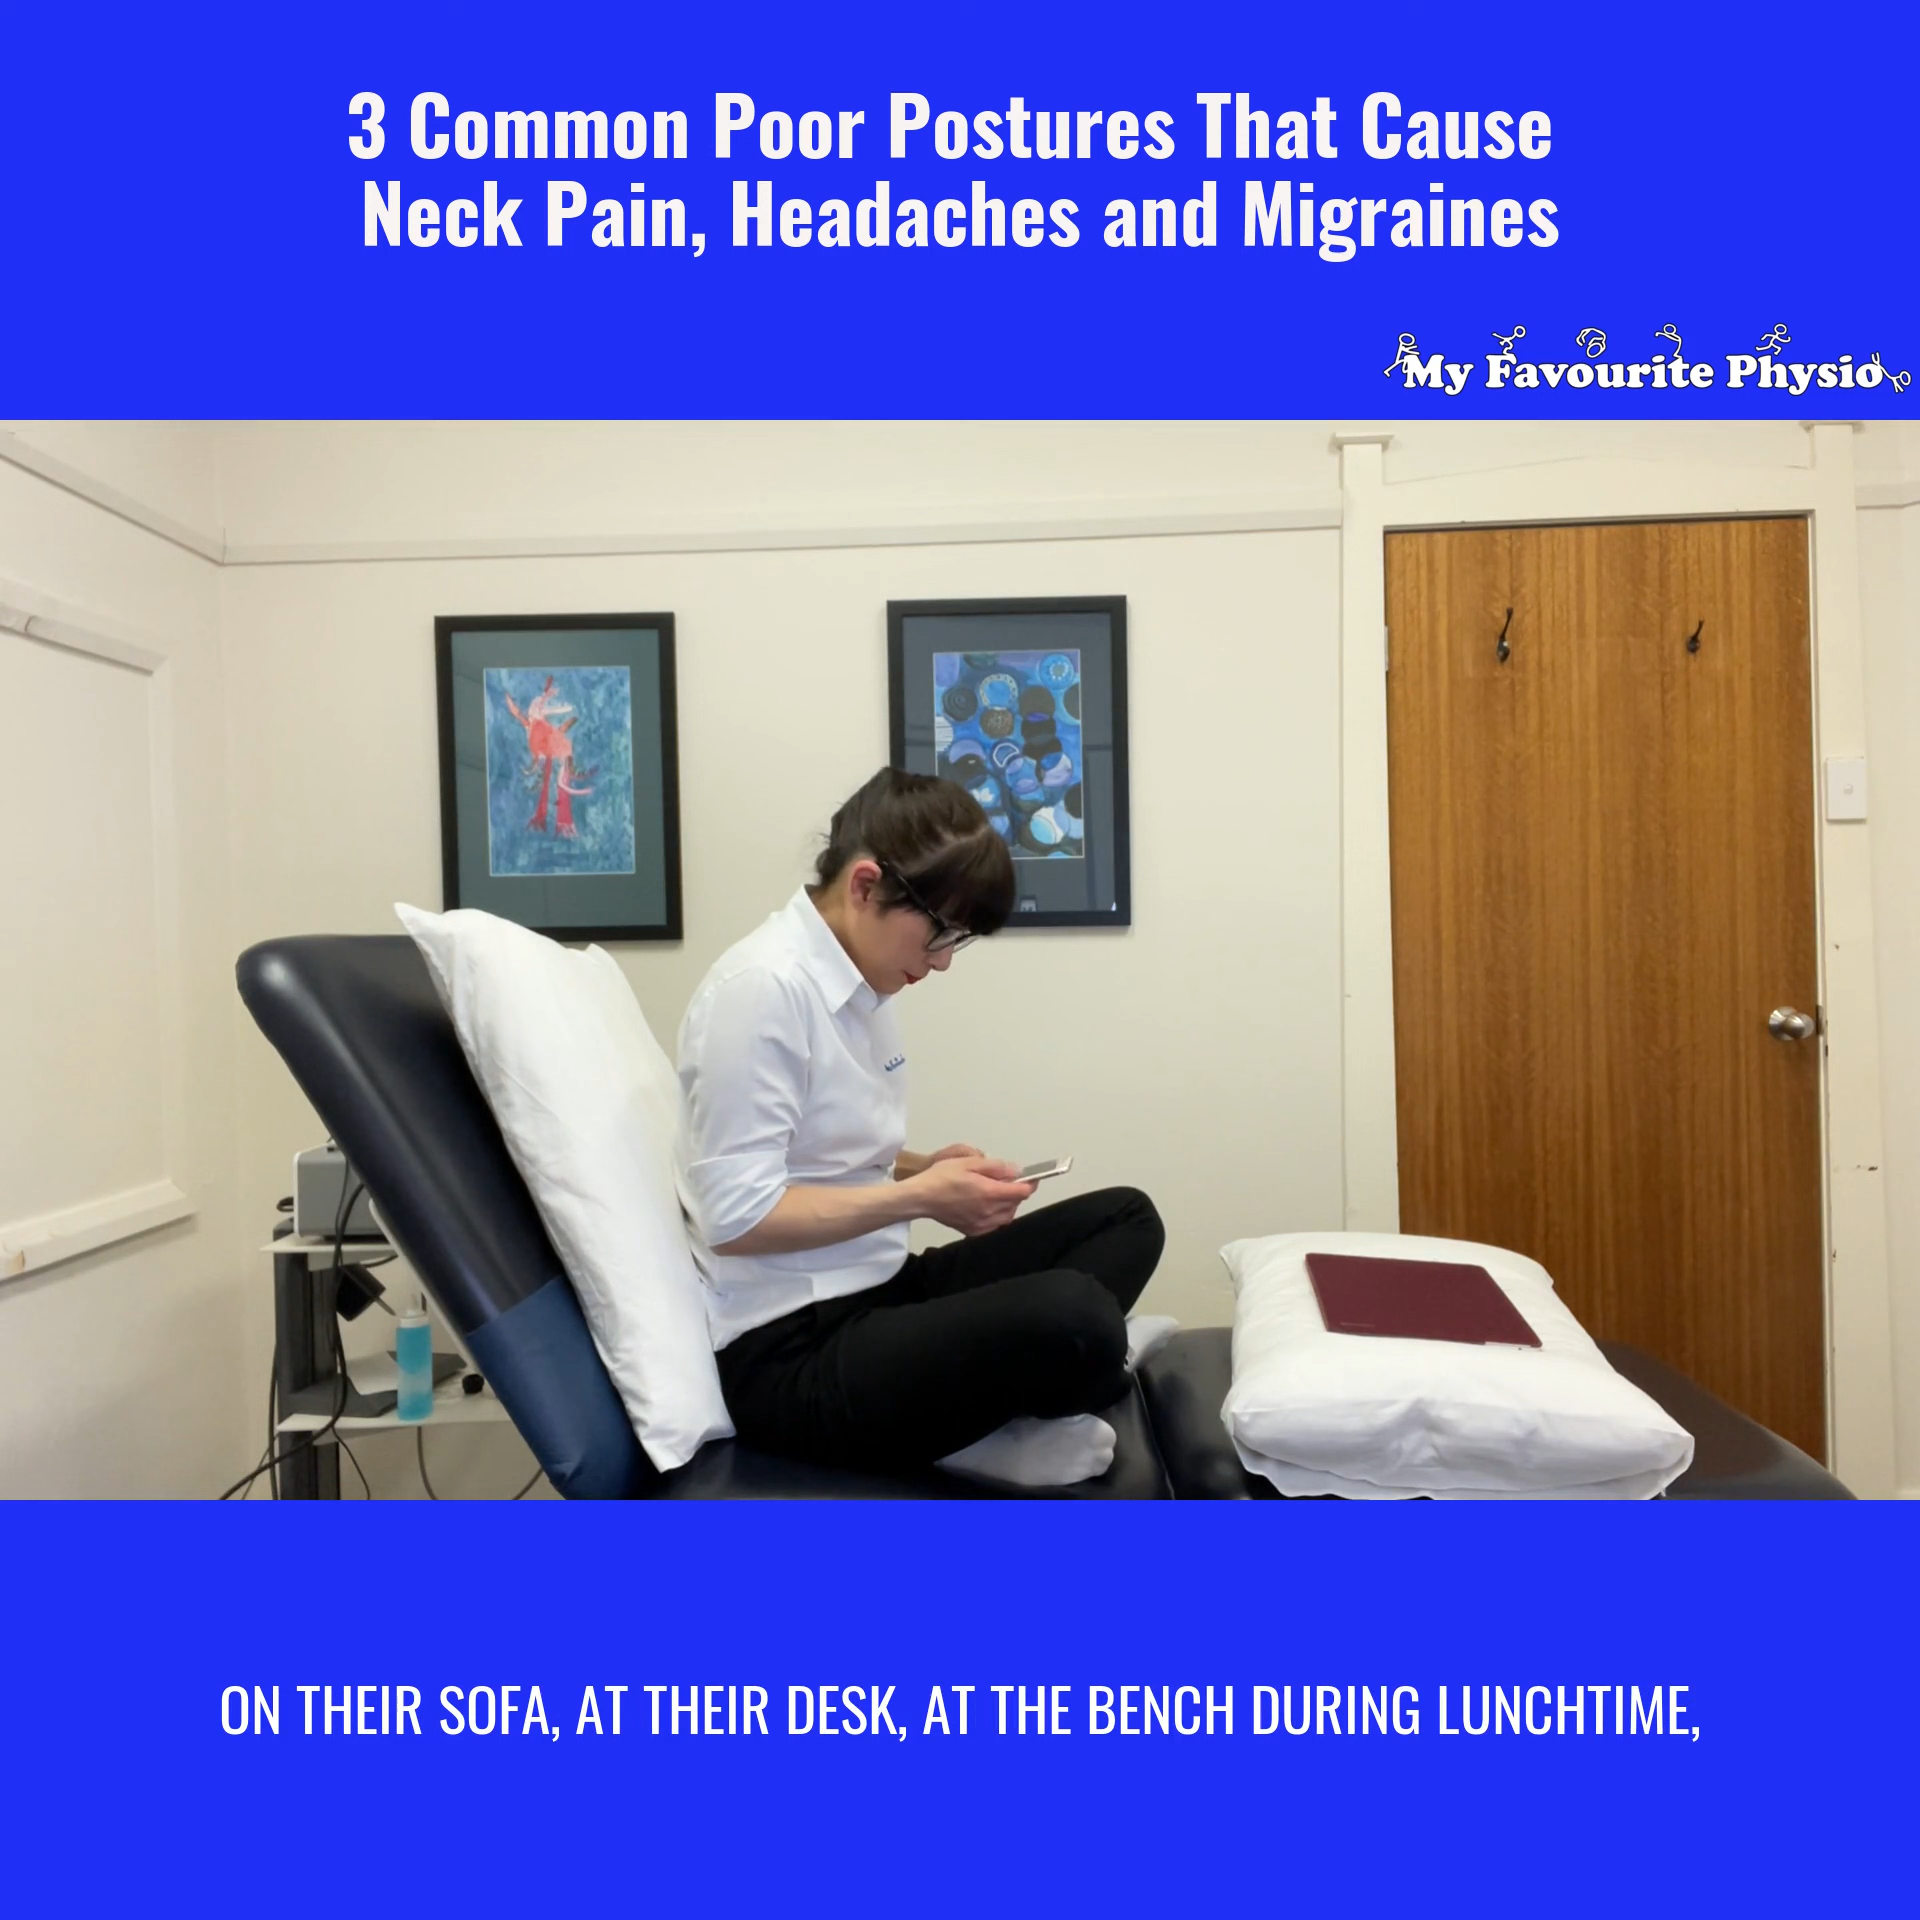 3 Common Poor Postures That Cause
Neck Pain, Headaches and Migraines
My Favourite Physio
ON THEIR SOFA, AT THEIR DESK, AT THE BENCH DURING LUNCHTIME,